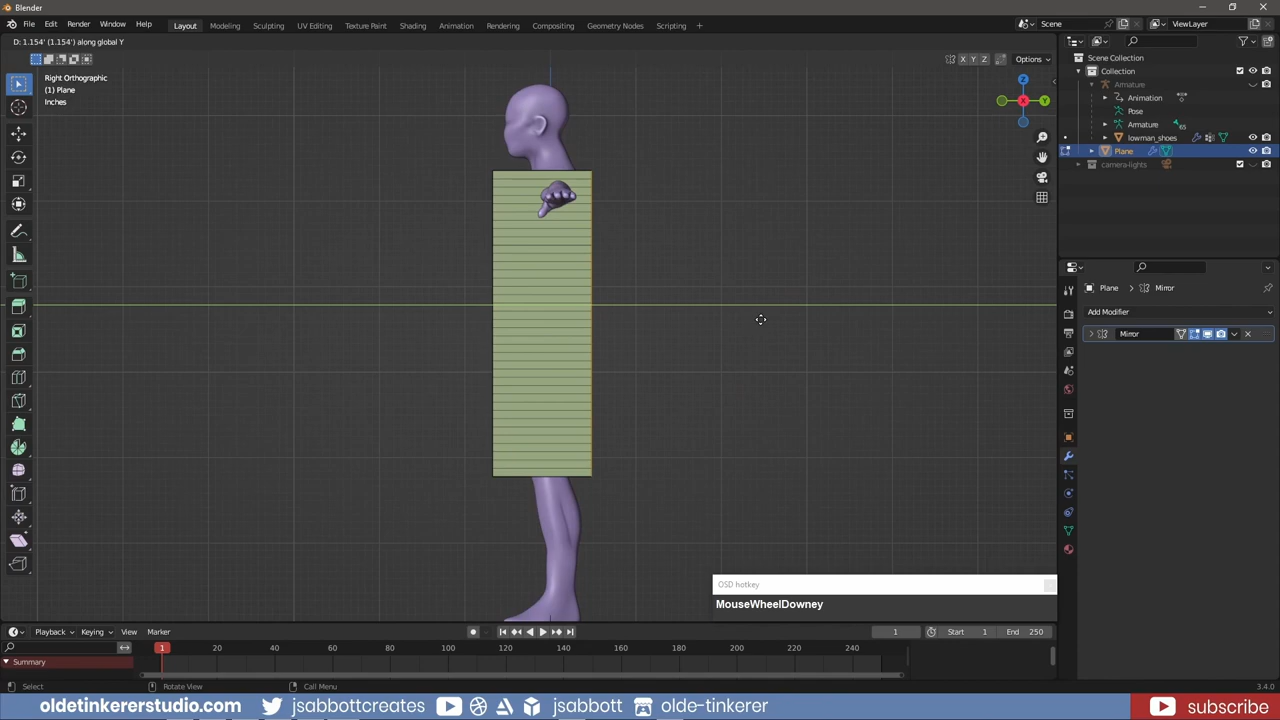 Blender
File Edit Render Window Help
Layout Modeling Sculpting UV Editing Texture Paint Shading Animation Rendering Compositing Geometry Nodes Scripting +
Scene
ViewLayer
D: 1.154' (1.154') along global Y
X Y Z Options
Right Orthographic
(1) Plane
Inches
Z
X
Y
Scene Collection
Collection
Armature
Animation
Pose
Armature
65
lowman_shoes
Plane
camera-lights
Plane > Mirror
Add Modifier
Mirror
OSD hotkey
MouseWheelDowney
Playback Keying View Marker
1 Start 1 End 250
1 20 40 60 80 100 120 140 160 180 200 220 240
Summary
Select Rotate View Call Menu 3.4.0
oldetinkererstudio.com jsabbottcreates jsabbott olde-tinkerer subscribe